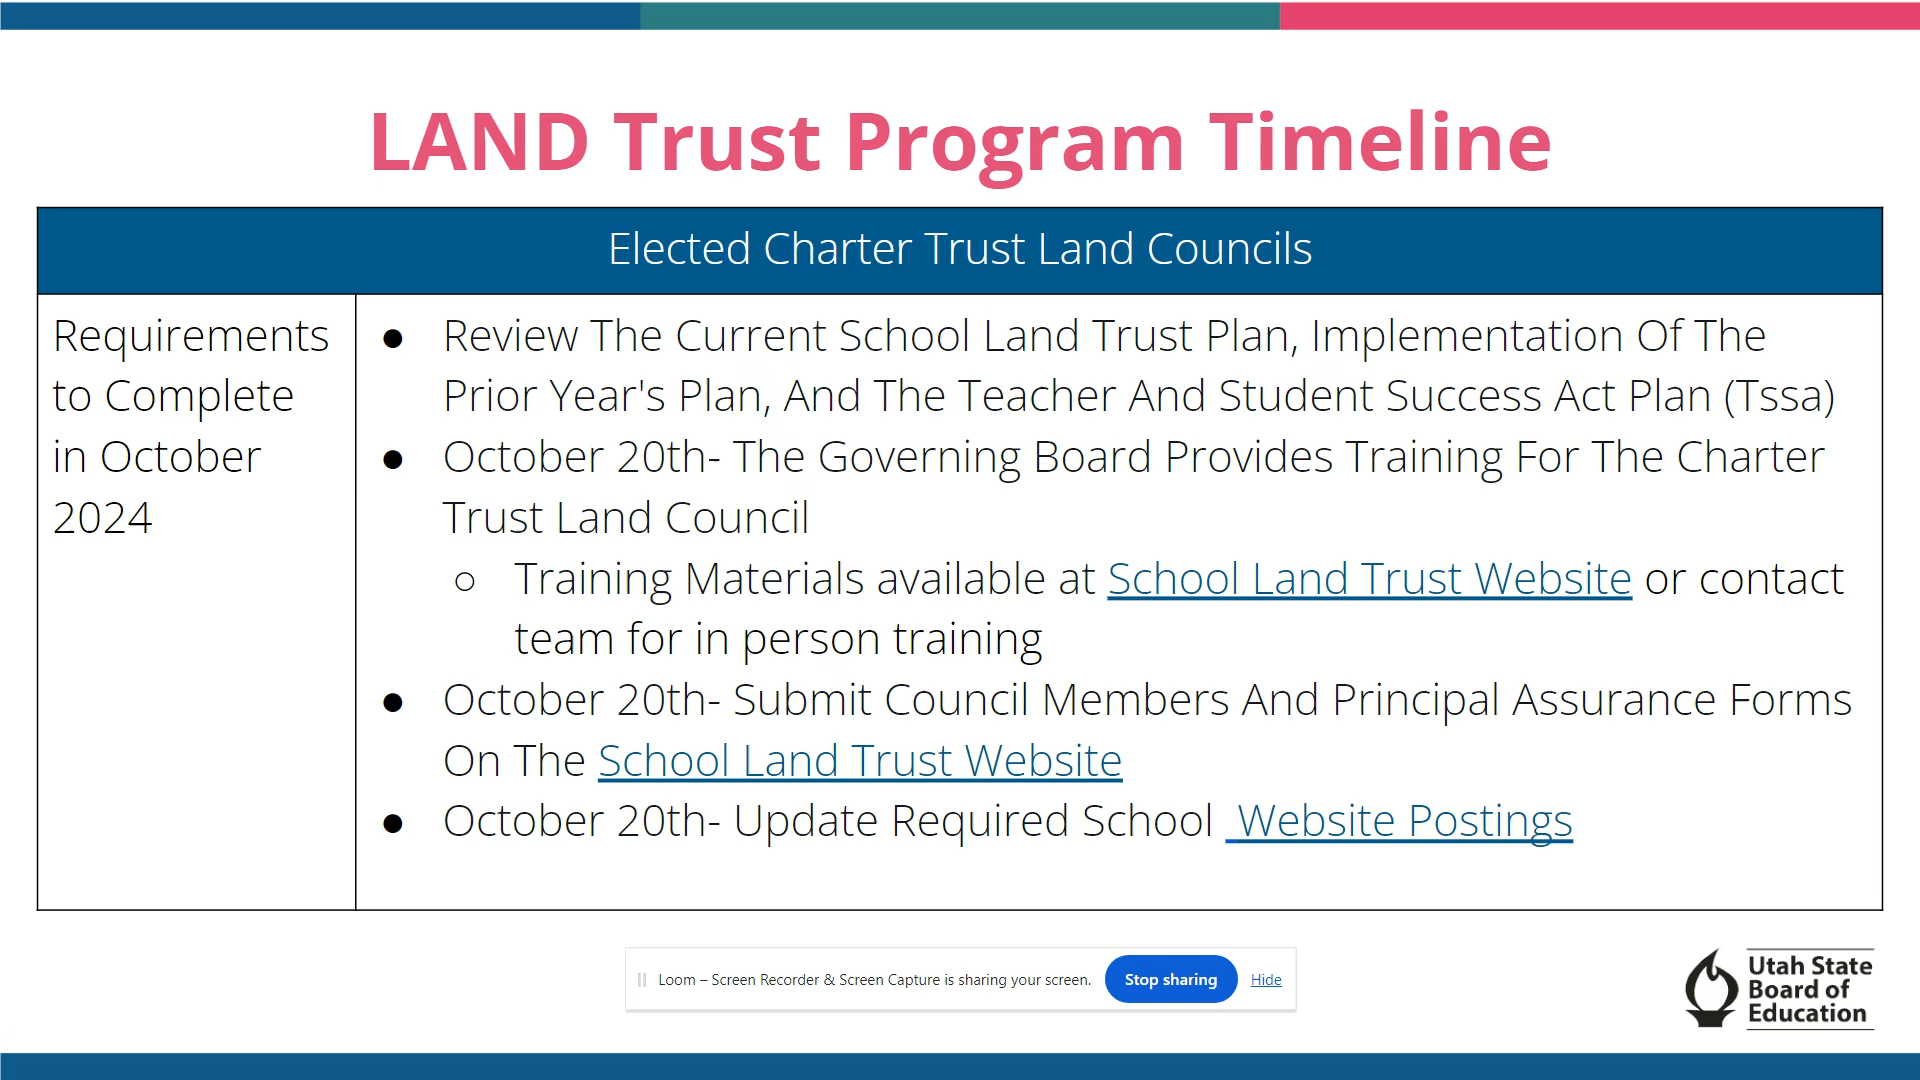 LAND Trust Program Timeline
Elected Charter Trust Land Councils
Requirements
to Complete
in October
2024
● Review The Current School Land Trust Plan, Implementation Of The
Prior Year's Plan, And The Teacher And Student Success Act Plan (Tssa)
● October 20th- The Governing Board Provides Training For The Charter
Trust Land Council
○ Training Materials available at School Land Trust Website or contact
team for in person training
● October 20th- Submit Council Members And Principal Assurance Forms
On The School Land Trust Website
● October 20th- Update Required School  Website Postings
Loom – Screen Recorder & Screen Capture is sharing your screen. Stop sharing Hide
Utah State
Board of
Education